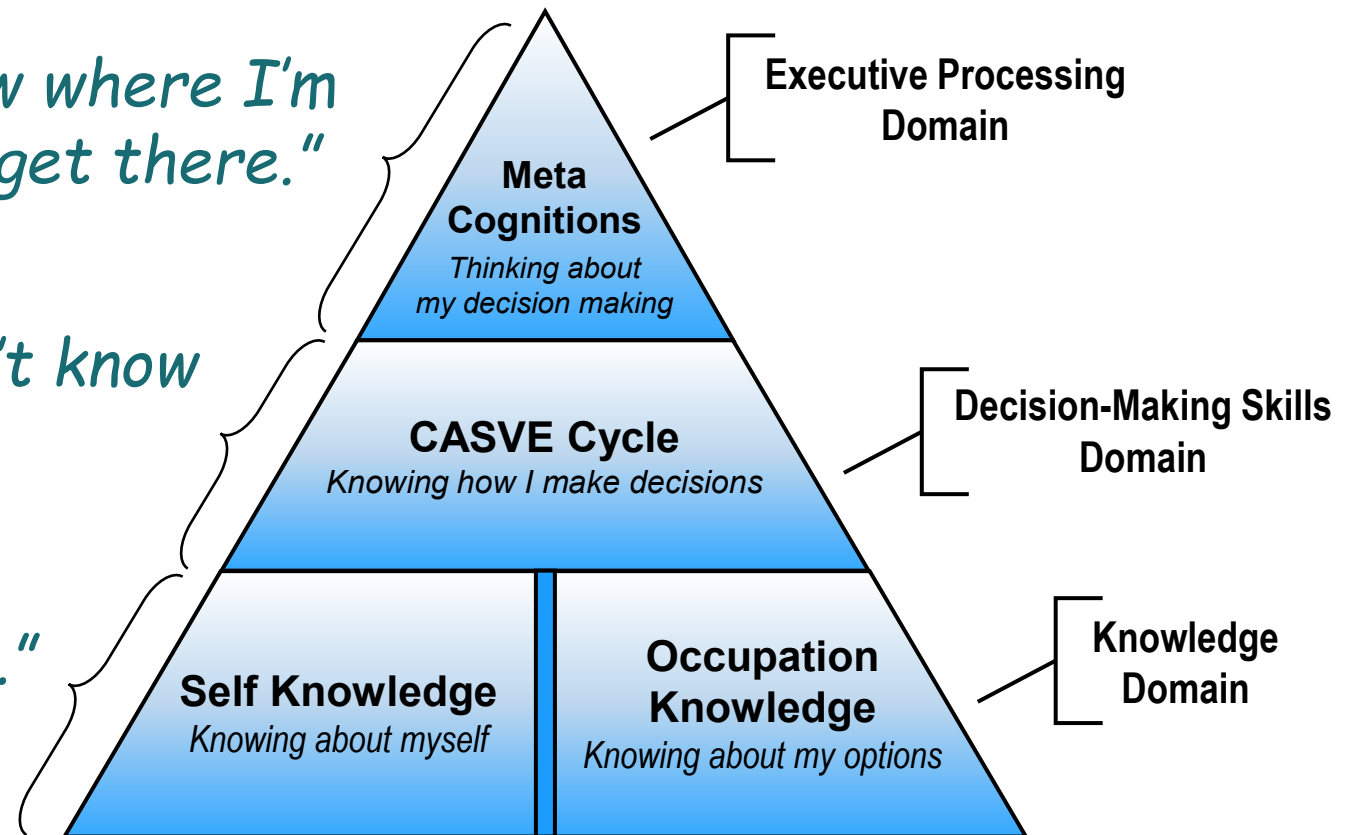 w where I'm
get there."
't know
."
Meta
Cognitions
Thinking about
my decision making
CASVE Cycle
Knowing how I make decisions
Self Knowledge
Knowing about myself
Occupation
Knowledge
Knowing about my options
Executive Processing
Domain
Decision-Making Skills
Domain
Knowledge
Domain